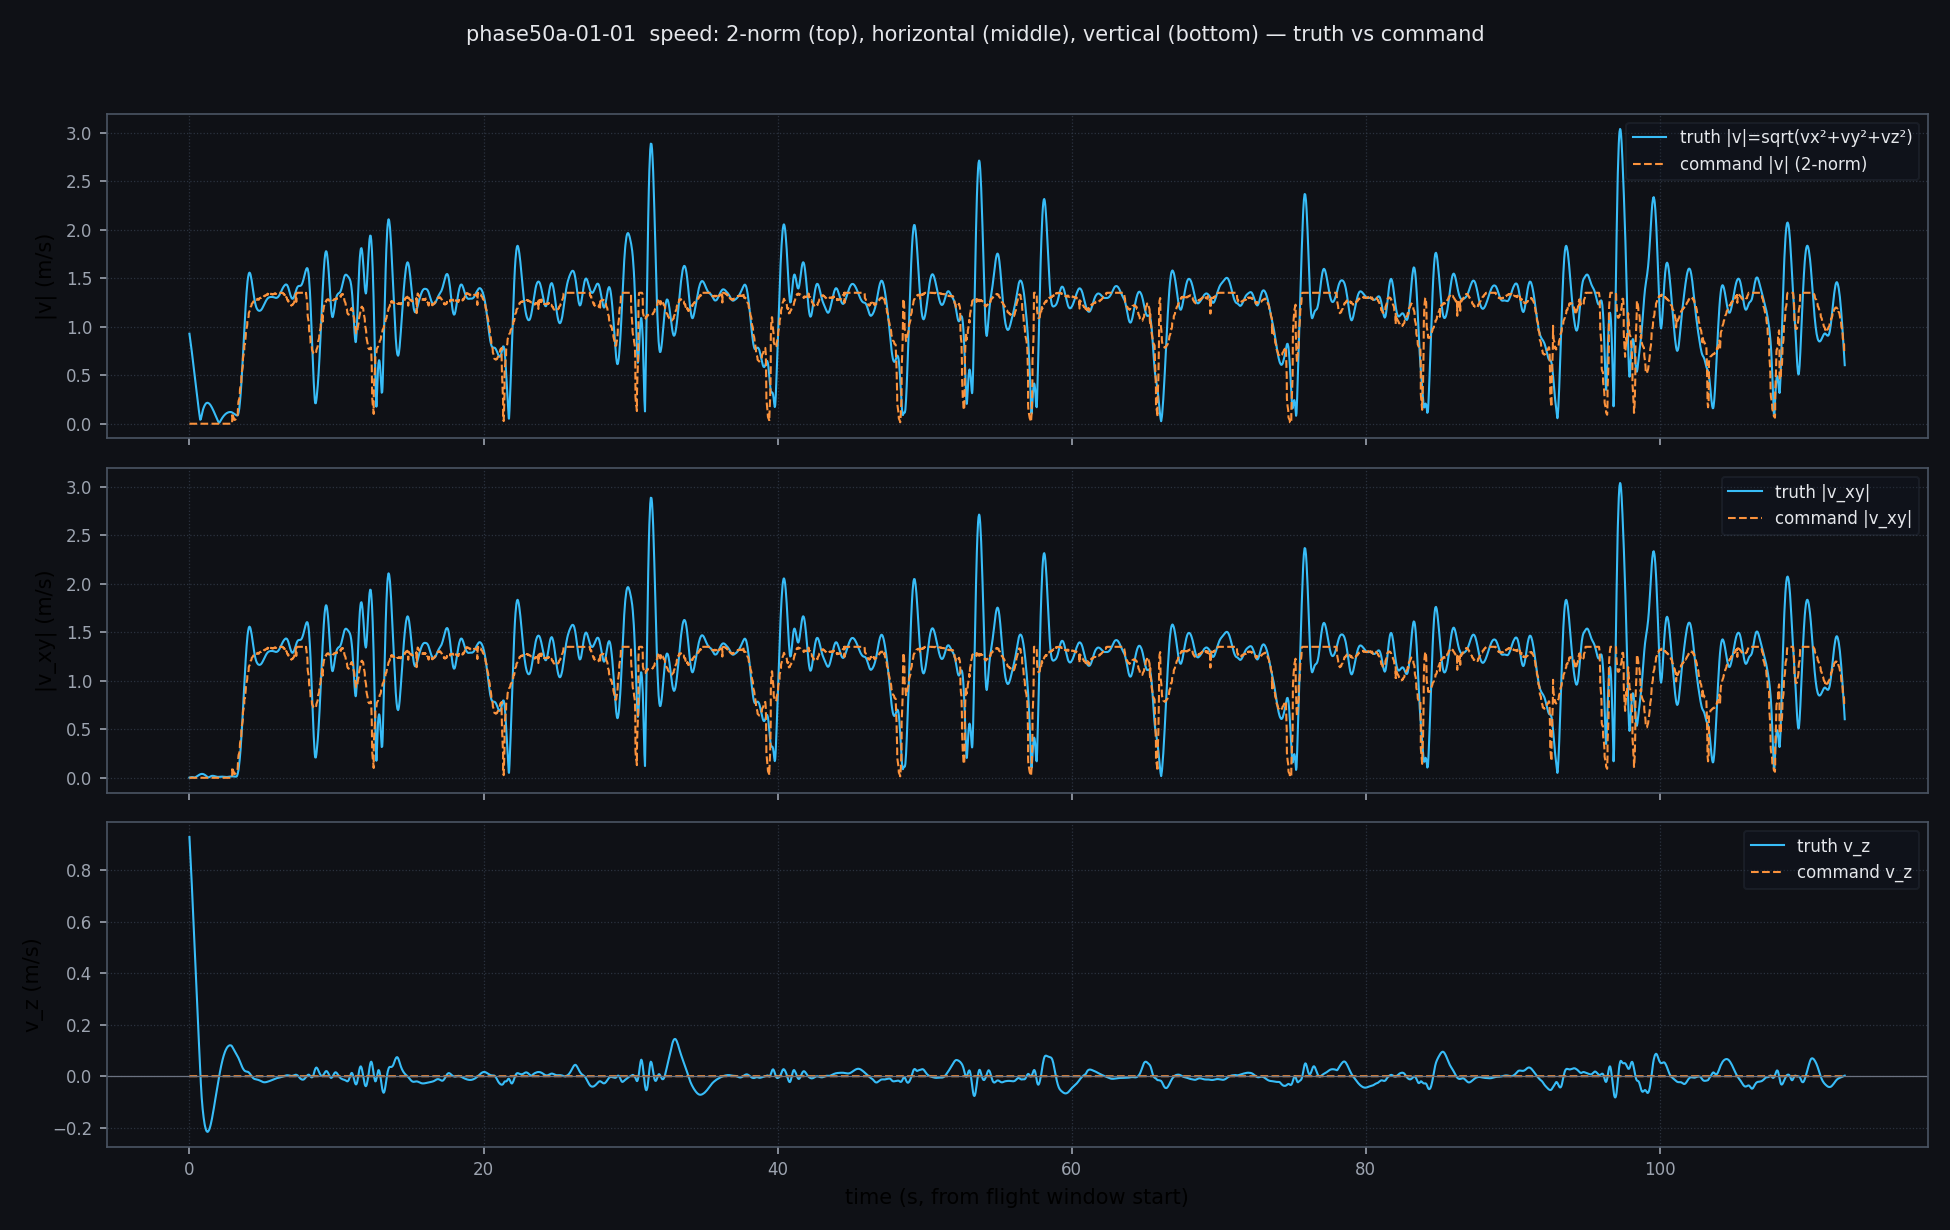 phase50a-01-01  speed: 2-norm (top), horizontal (middle), vertical (bottom) — truth vs command
|v| (m/s)
3.0
2.5
2.0
1.5
1.0
0.5
0.0
truth |v|=sqrt(vx²+vy²+vz²)
command |v| (2-norm)
|v_xy| (m/s)
3.0
2.5
2.0
1.5
1.0
0.5
0.0
truth |v_xy|
command |v_xy|
v_z (m/s)
0.8
0.6
0.4
0.2
0.0
−0.2
truth v_z
command v_z
0 20 40 60 80 100
time (s, from flight window start)